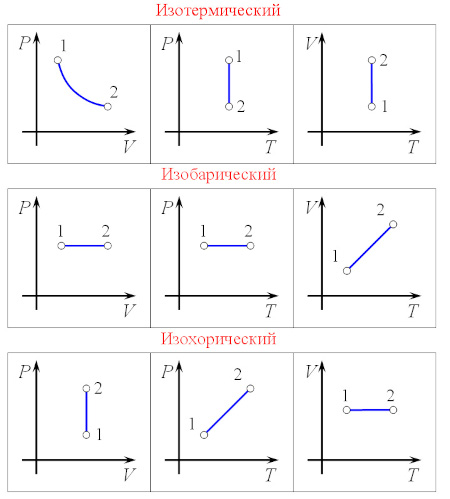 Изотермический
P 1 2 V
P 1 2 T
V 2 1 T
Изобарический
P 1 2 V
P 1 2 T
V 2 1 T
Изохорический
P 2 1 V
P 2 1 T
V 1 2 T